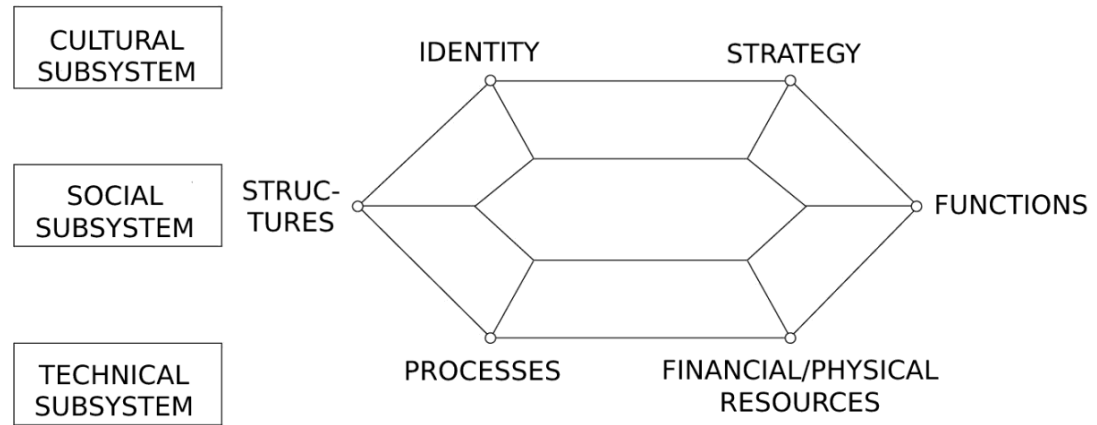 CULTURAL
SUBSYSTEM
IDENTITY
STRATEGY
SOCIAL
SUBSYSTEM
STRUC-
TURES
FUNCTIONS
TECHNICAL
SUBSYSTEM
PROCESSES
FINANCIAL/PHYSICAL
RESOURCES